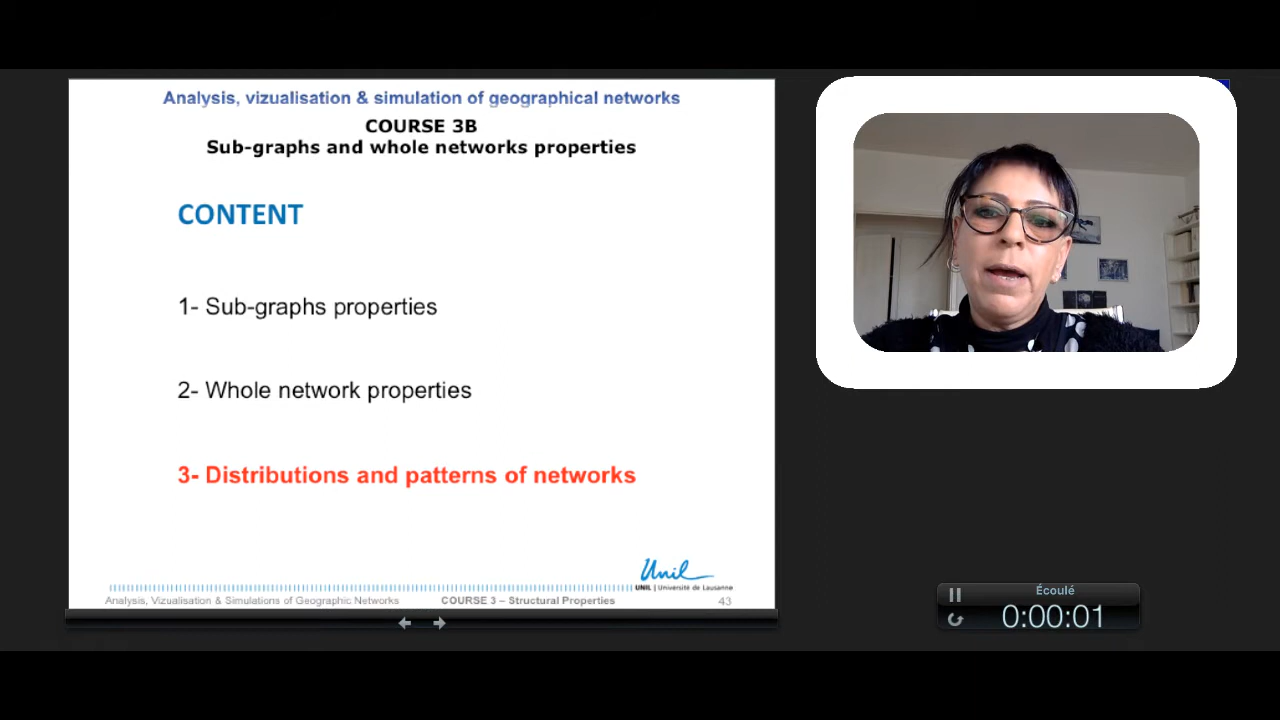 Analysis, vizualisation & simulation of geographical networks
COURSE 3B
Sub-graphs and whole networks properties
CONTENT
1- Sub-graphs properties
2- Whole network properties
3- Distributions and patterns of networks
Unil
UNIL | Université de Lausanne
Analysis, Vizualisation & Simulations of Geographic Networks COURSE 3 – Structural Properties 43
Écoulé
0:00:01